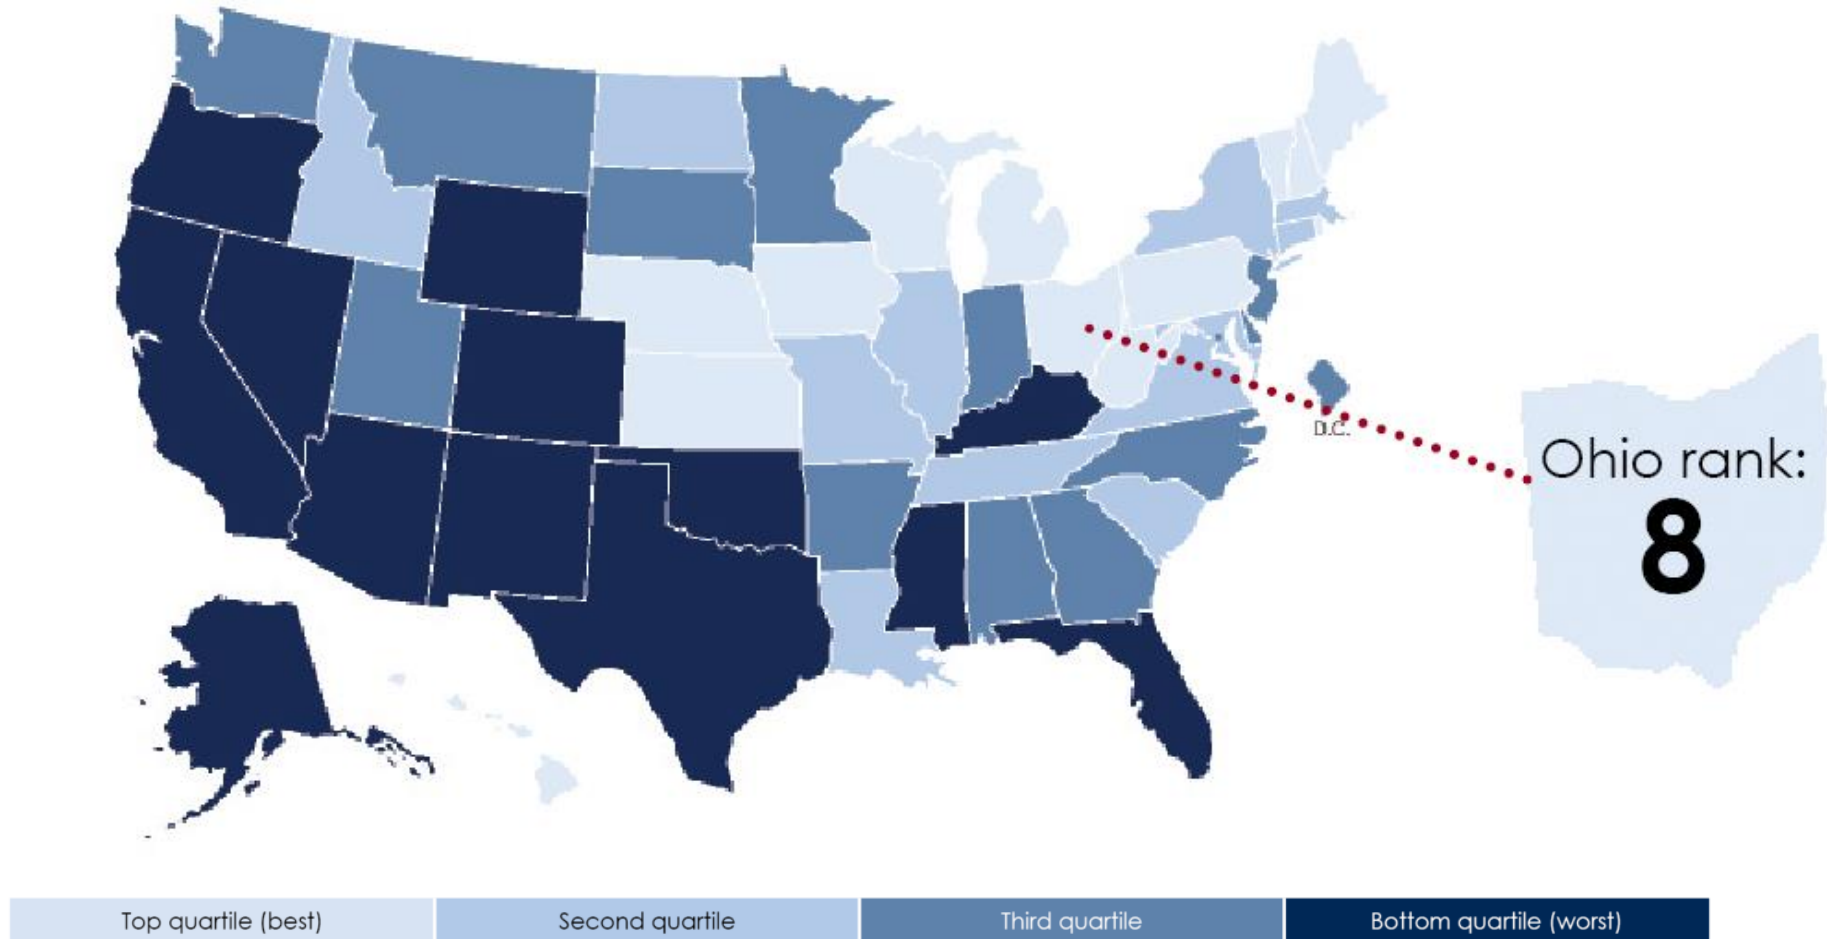 D.C.
Ohio rank:
8
Top quartile (best)
Second quartile
Third quartile
Bottom quartile (worst)